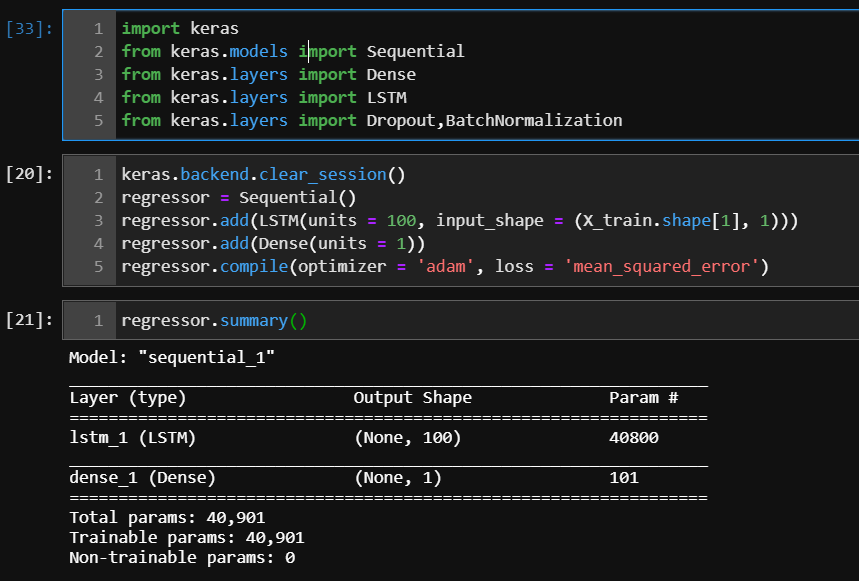 [33]:
1 import keras
2 from keras.models import Sequential
3 from keras.layers import Dense
4 from keras.layers import LSTM
5 from keras.layers import Dropout,BatchNormalization
[20]:
1 keras.backend.clear_session()
2 regressor = Sequential()
3 regressor.add(LSTM(units = 100, input_shape = (X_train.shape[1], 1)))
4 regressor.add(Dense(units = 1))
5 regressor.compile(optimizer = 'adam', loss = 'mean_squared_error')
[21]:
1 regressor.summary()
Model: "sequential_1"
_________________________________________________________________
Layer (type) Output Shape Param #
=================================================================
lstm_1 (LSTM) (None, 100) 40800
_________________________________________________________________
dense_1 (Dense) (None, 1) 101
=================================================================
Total params: 40,901
Trainable params: 40,901
Non-trainable params: 0